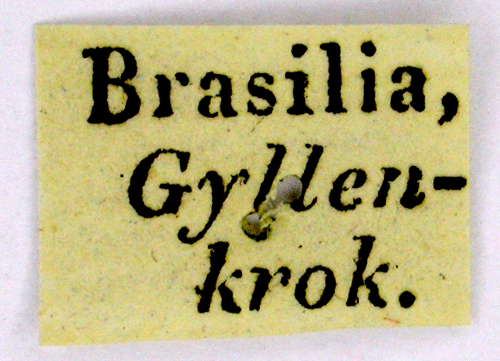 Brasilia,
Gyllen-
krok.